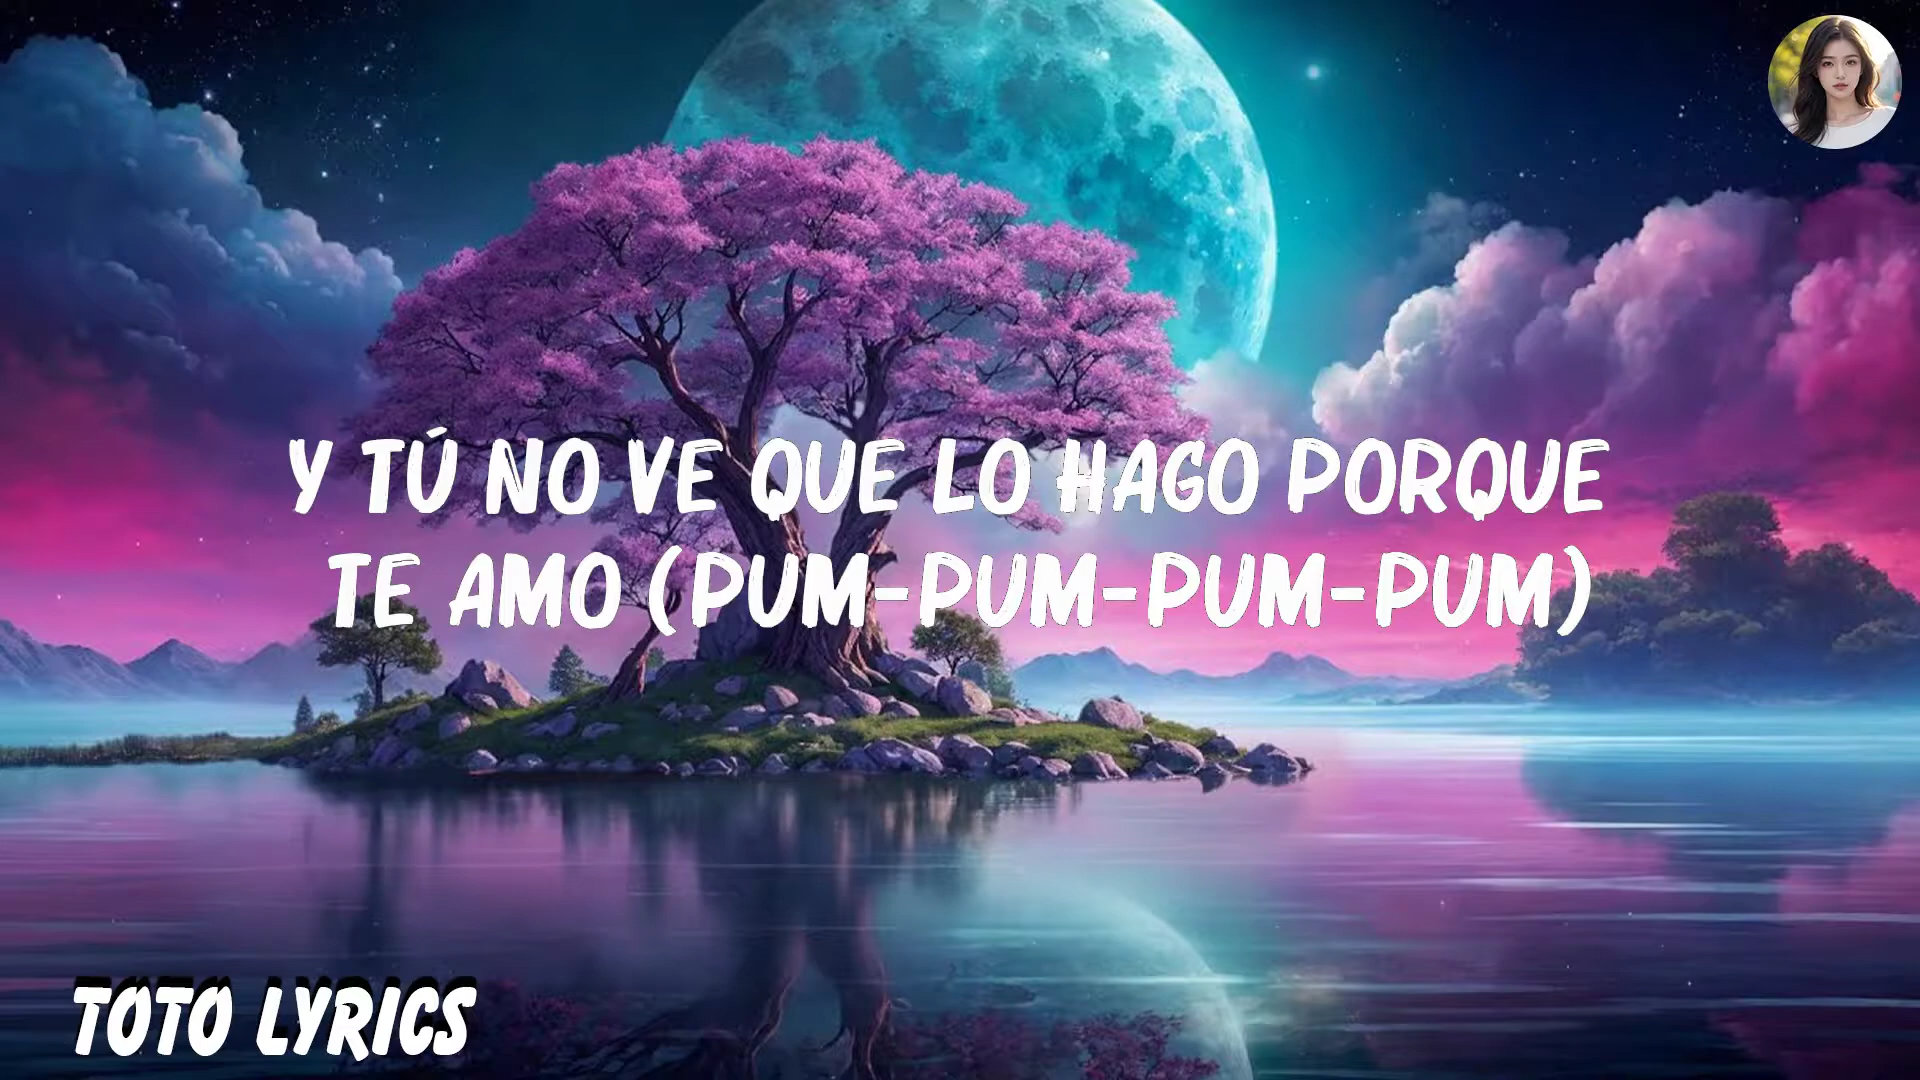 Y TÚ NO VE QUE LO HAGO PORQUE
TE AMO (PUM-PUM-PUM-PUM)
TOTO LYRICS